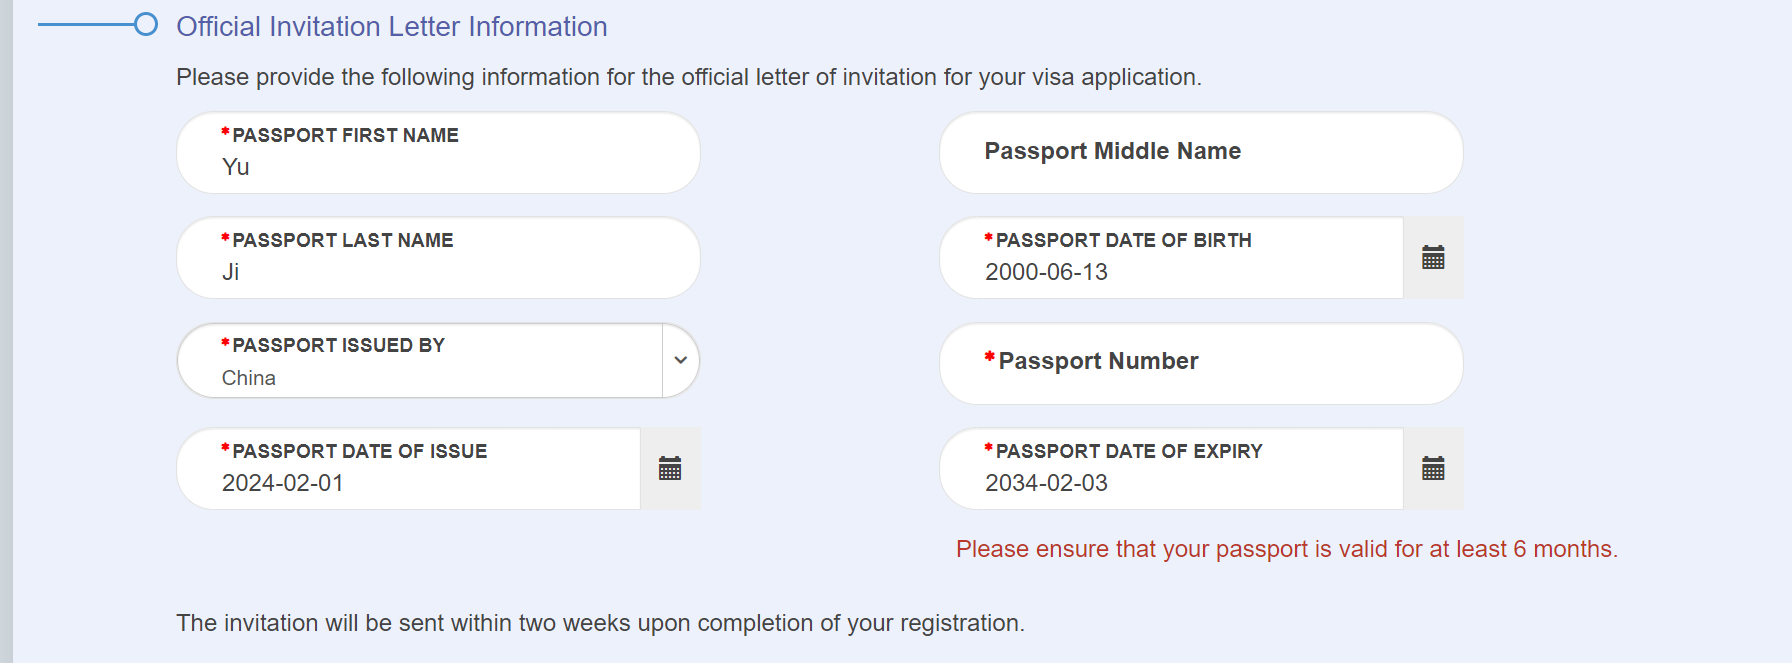 Official Invitation Letter Information
Please provide the following information for the official letter of invitation for your visa application.
*PASSPORT FIRST NAME
Yu
Passport Middle Name
*PASSPORT LAST NAME
Ji
*PASSPORT DATE OF BIRTH
2000-06-13
*PASSPORT ISSUED BY
China
*Passport Number
*PASSPORT DATE OF ISSUE
2024-02-01
*PASSPORT DATE OF EXPIRY
2034-02-03
Please ensure that your passport is valid for at least 6 months.
The invitation will be sent within two weeks upon completion of your registration.